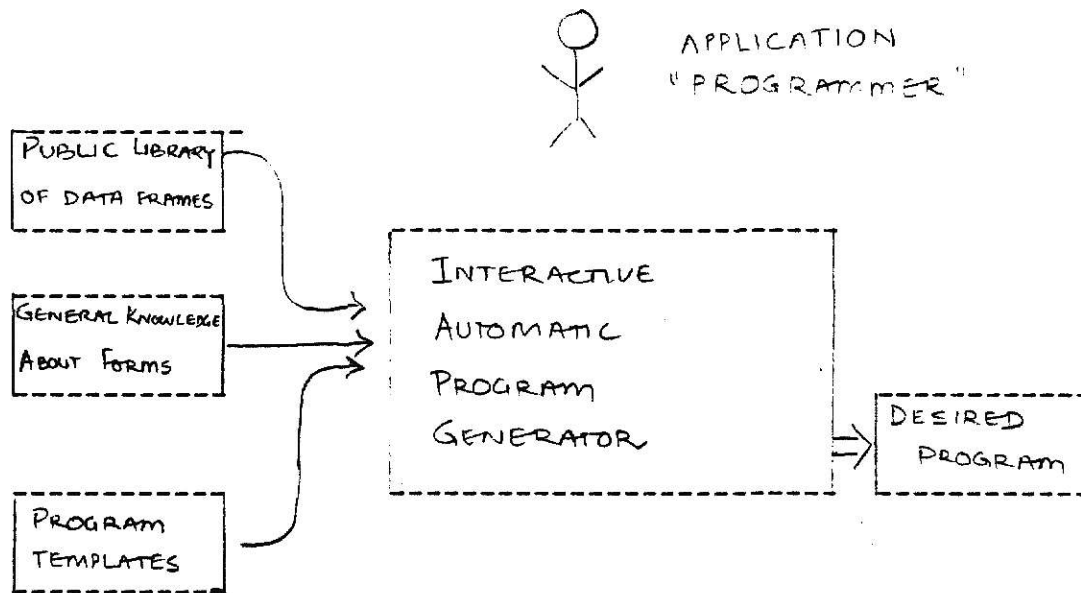 APPLICATION
"PROGRAMMER"
PUBLIC LIBRARY
OF DATA FRAMES
GENERAL KNOWLEDGE
ABOUT FORMS
PROGRAM
TEMPLATES
INTERACTIVE
AUTOMATIC
PROGRAM
GENERATOR
DESIRED
PROGRAM